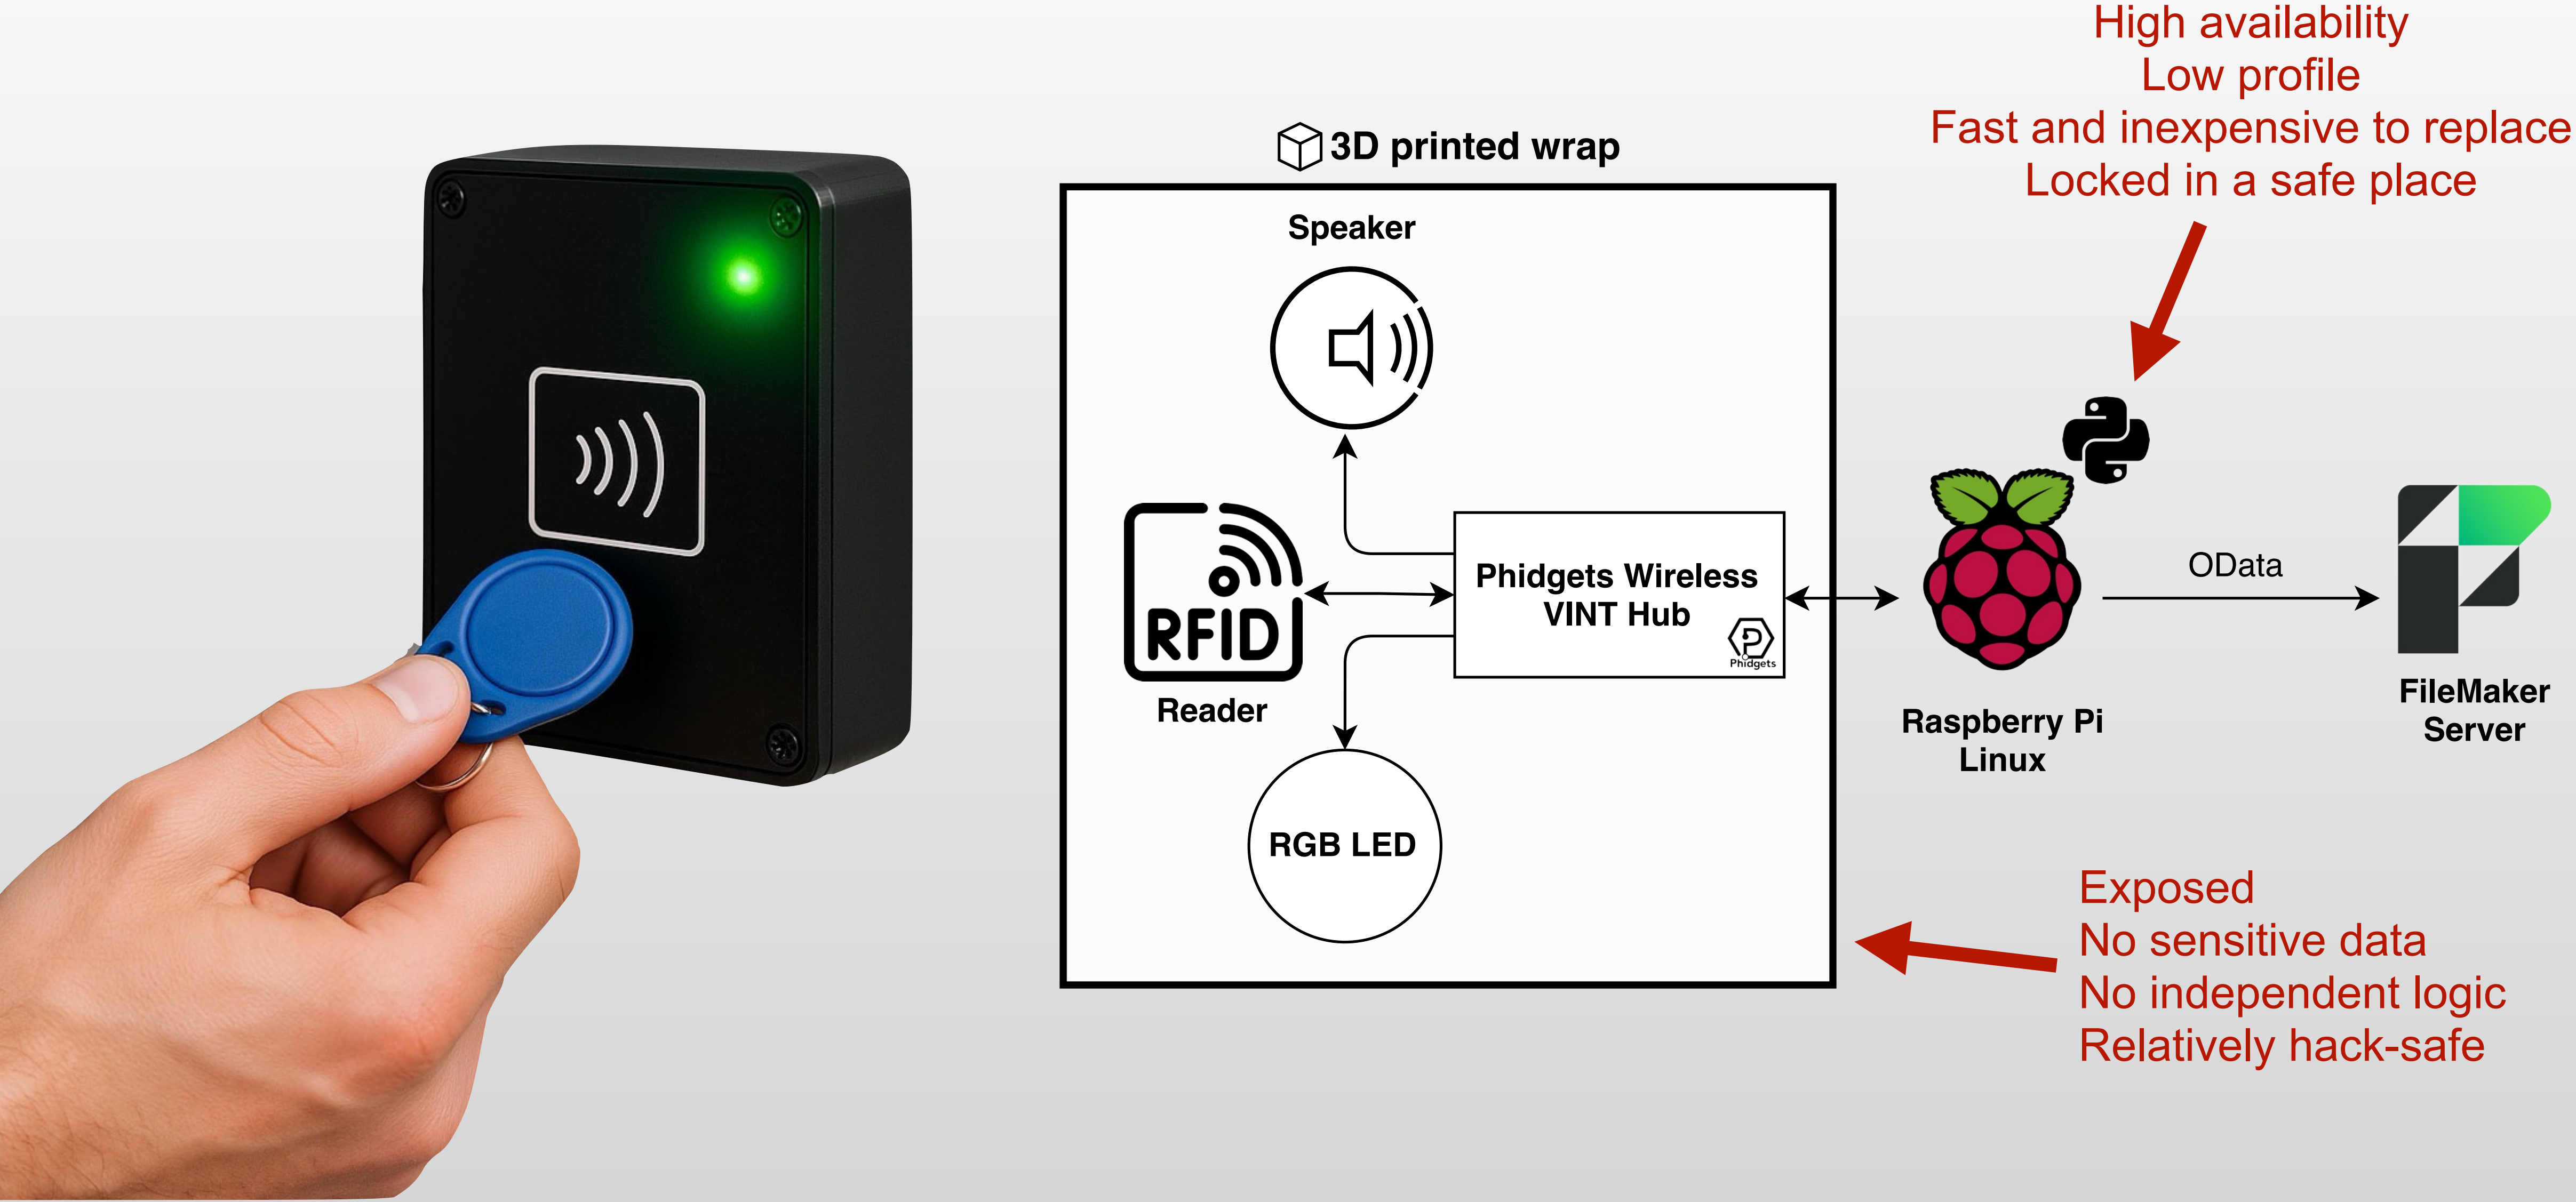 High availability
Low profile
Fast and inexpensive to replace
Locked in a safe place
3D printed wrap
Speaker
RFID
Reader
Phidgets Wireless
VINT Hub
Phidgets
RGB LED
Raspberry Pi
Linux
OData
FileMaker
Server
Exposed
No sensitive data
No independent logic
Relatively hack-safe